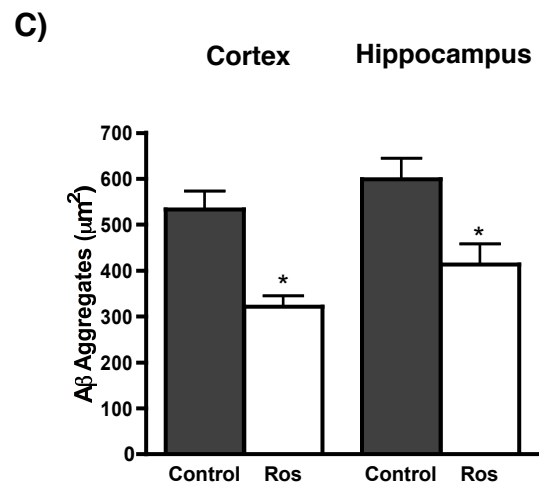 C)
Cortex Hippocampus
700
600
500
400
300
200
100
0
Aβ Aggregates (μm²)
* *
Control Ros Control Ros